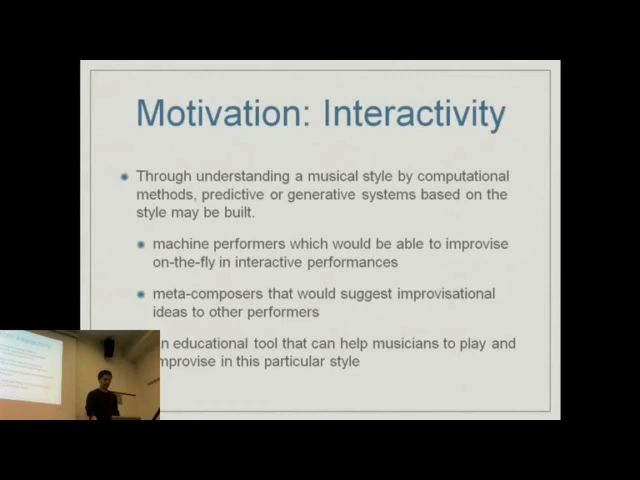 Motivation: Interactivity
Through understanding a musical style by computational
methods, predictive or generative systems based on the
style may be built.
machine performers which would be able to improvise
on-the-fly in interactive performances
meta-composers that would suggest improvisational
ideas to other performers
n educational tool that can help musicians to play and
mprovise in this particular style